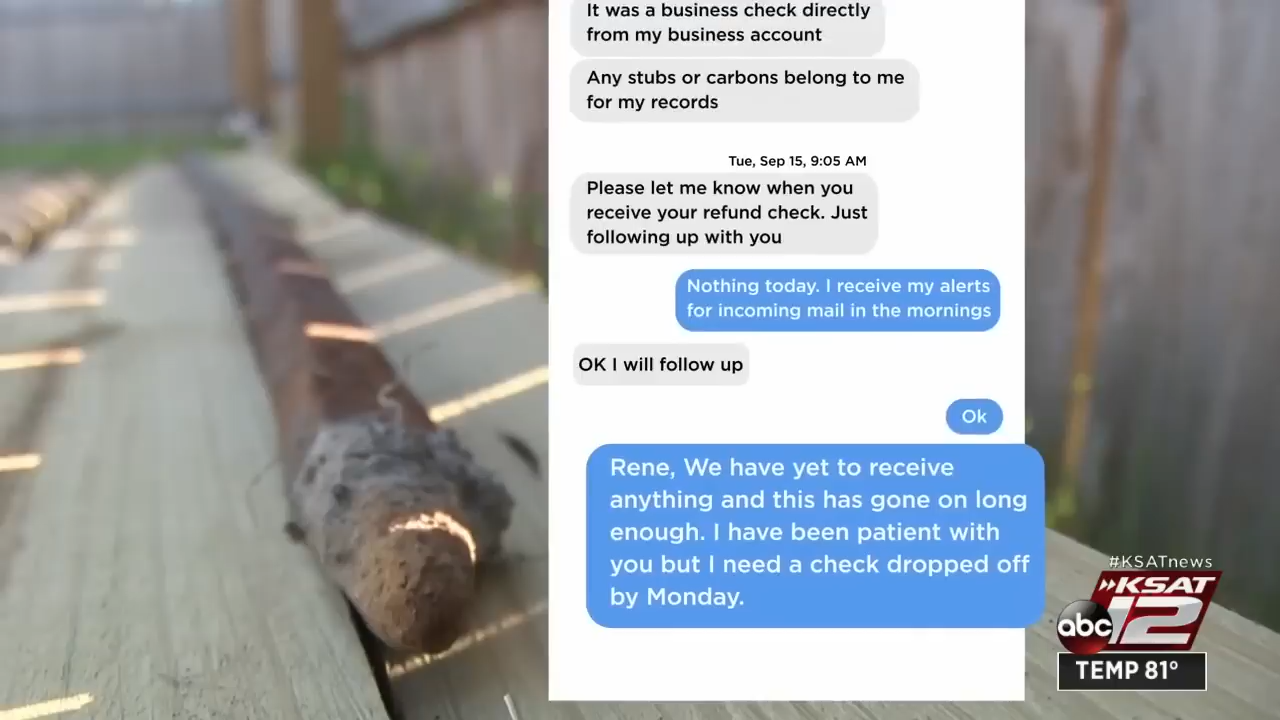 It was a business check directly
from my business account
Any stubs or carbons belong to me
for my records
Tue, Sep 15, 9:05 AM
Please let me know when you
receive your refund check. Just
following up with you
Nothing today. I receive my alerts
for incoming mail in the mornings
OK I will follow up
Ok
Rene, We have yet to receive
anything and this has gone on long
enough. I have been patient with
you but I need a check dropped off
by Monday.
#KSATnews
KSAT
abc 12
TEMP 81°